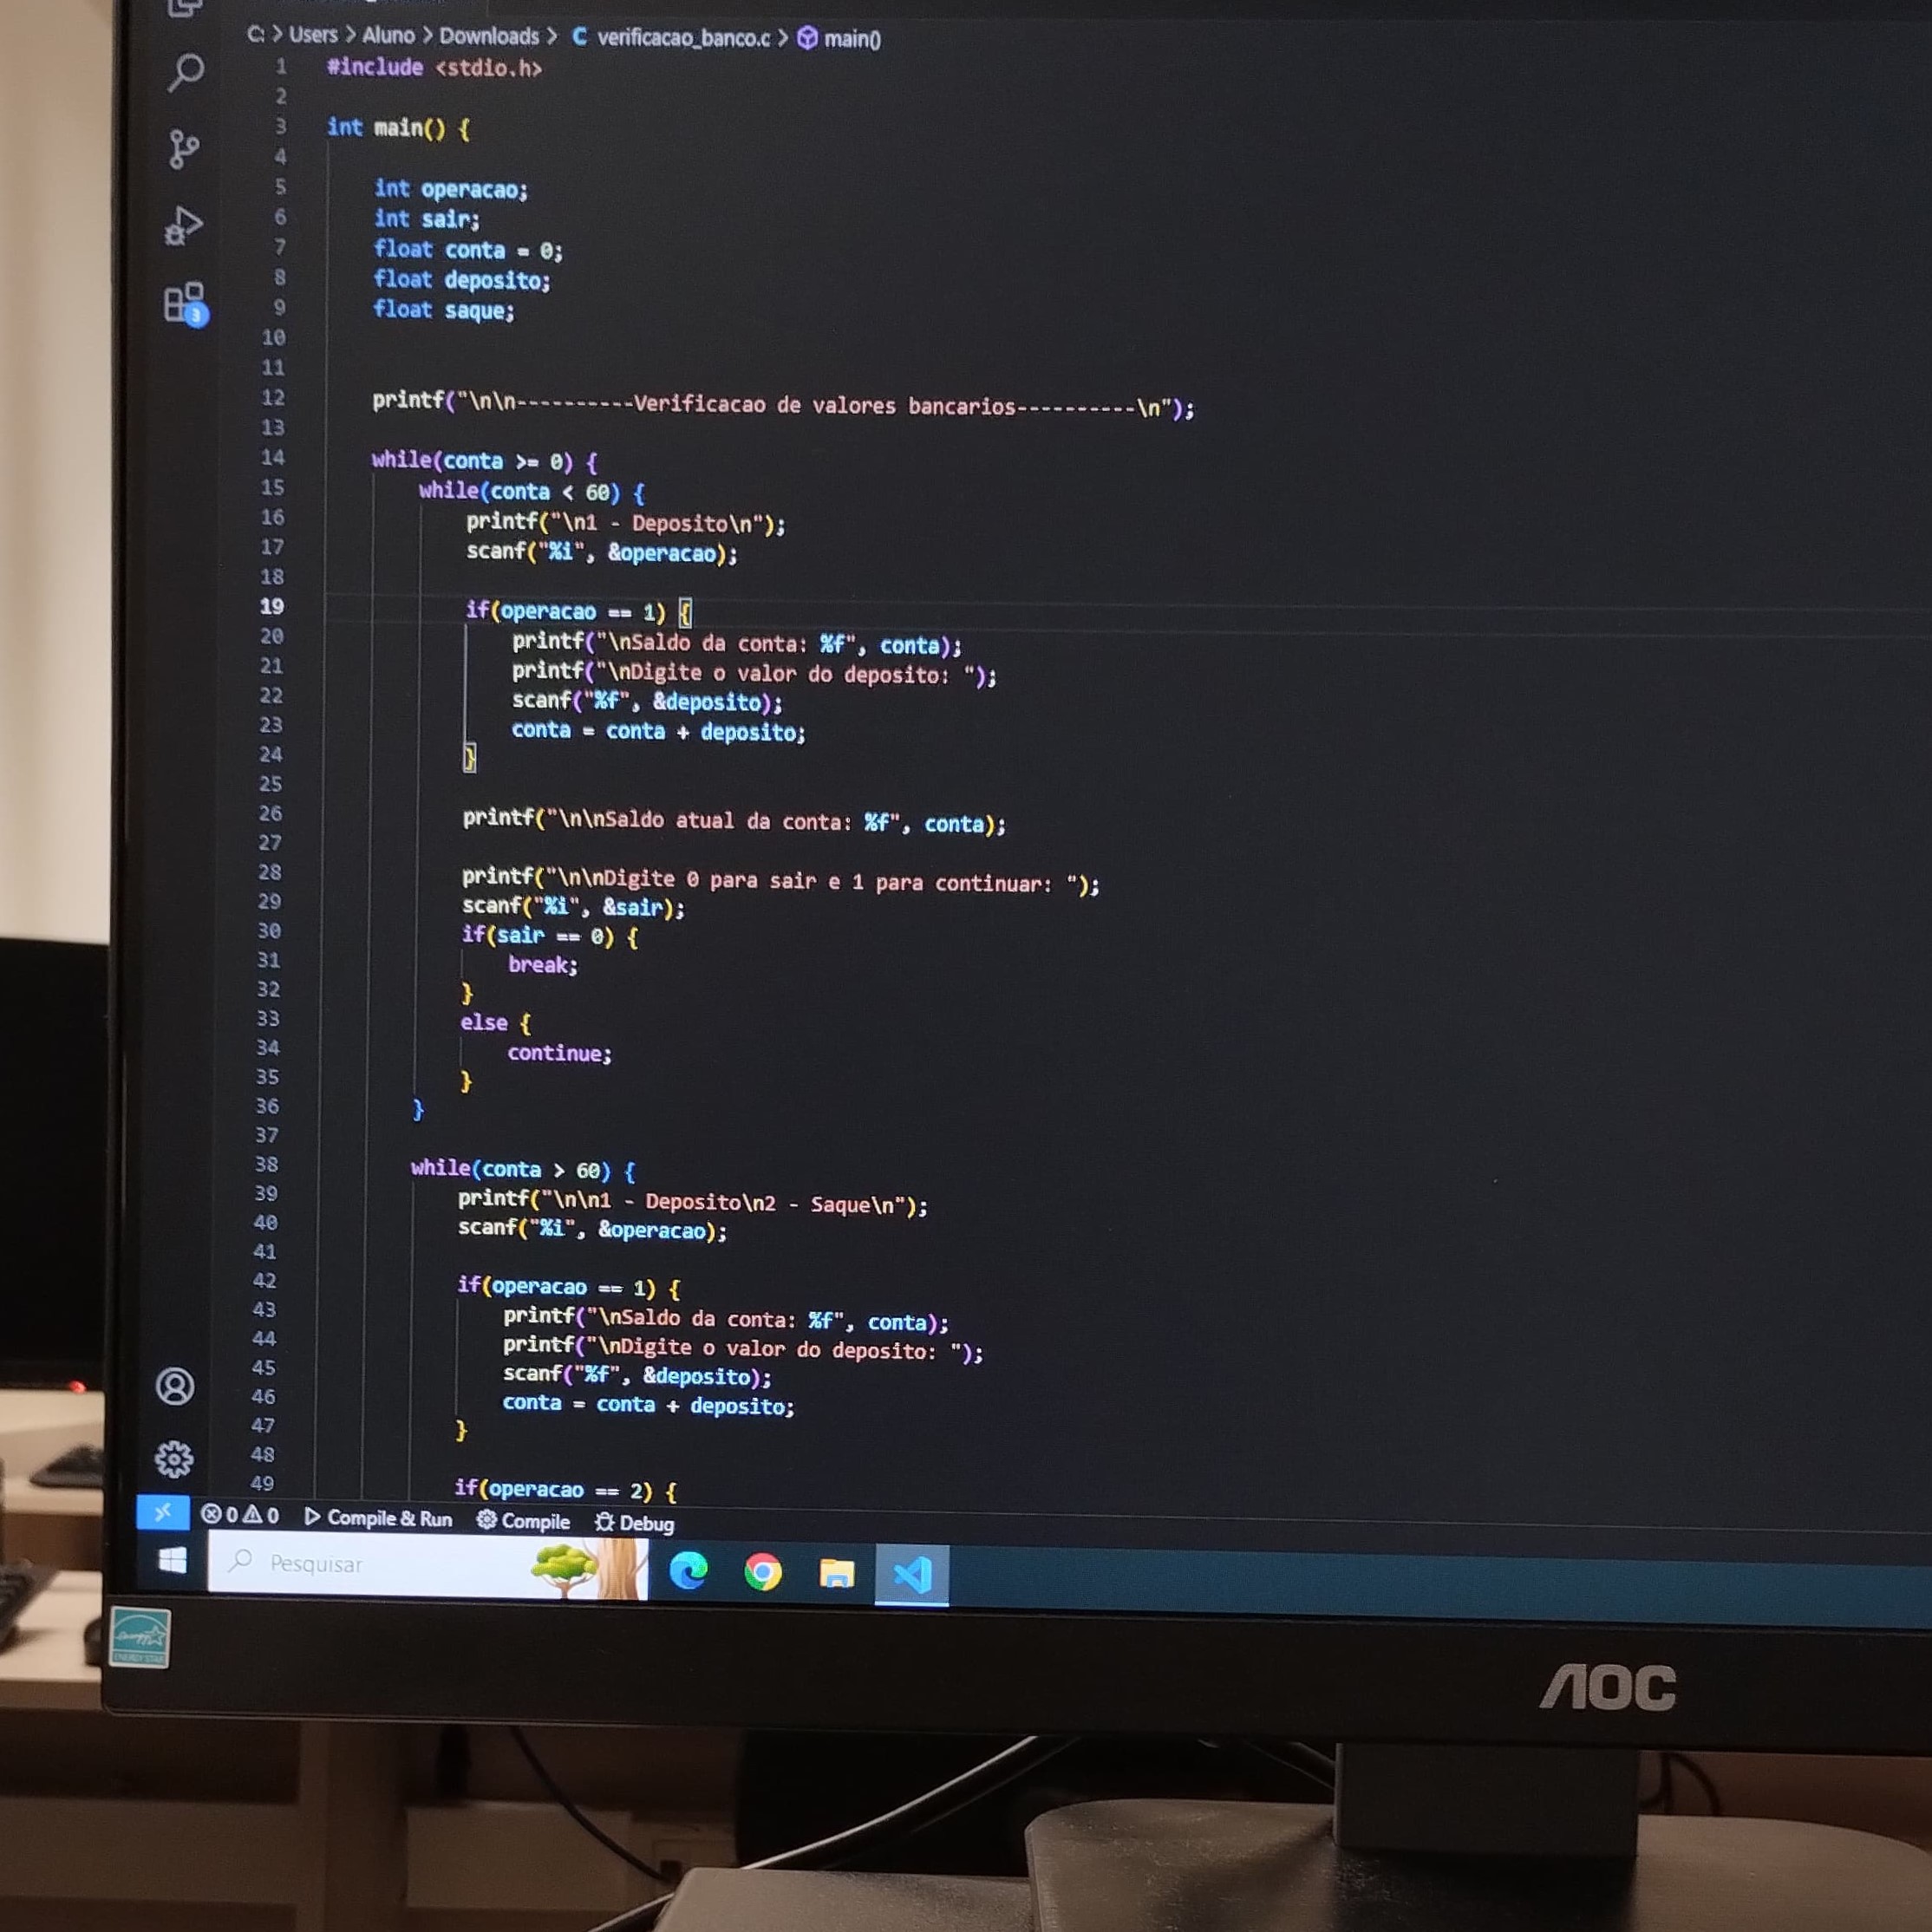 C: > Users > Aluno > Downloads > C verificacao_banco.c > main()
1 #include <stdio.h>
2
3 int main() {
4
5 int operacao;
6 int sair;
7 float conta = 0;
8 float deposito;
9 float saque;
10
11
12 printf("\n\n----------Verificacao de valores bancarios----------\n");
13
14 while(conta >= 0) {
15 while(conta < 60) {
16 printf("\n1 - Deposito\n");
17 scanf("%i", &operacao);
18
19 if(operacao == 1) {
20 printf("\nSaldo da conta: %f", conta);
21 printf("\nDigite o valor do deposito: ");
22 scanf("%f", &deposito);
23 conta = conta + deposito;
24 }
25
26 printf("\n\nSaldo atual da conta: %f", conta);
27
28 printf("\n\nDigite 0 para sair e 1 para continuar: ");
29 scanf("%i", &sair);
30 if(sair == 0) {
31 break;
32 }
33 else {
34 continue;
35 }
36 }
37
38 while(conta > 60) {
39 printf("\n\n1 - Deposito\n2 - Saque\n");
40 scanf("%i", &operacao);
41
42 if(operacao == 1) {
43 printf("\nSaldo da conta: %f", conta);
44 printf("\nDigite o valor do deposito: ");
45 scanf("%f", &deposito);
46 conta = conta + deposito;
47 }
48
49 if(operacao == 2) {
3
0 0 Compile & Run Compile Debug
Pesquisar
ENERGY STAR
AOC